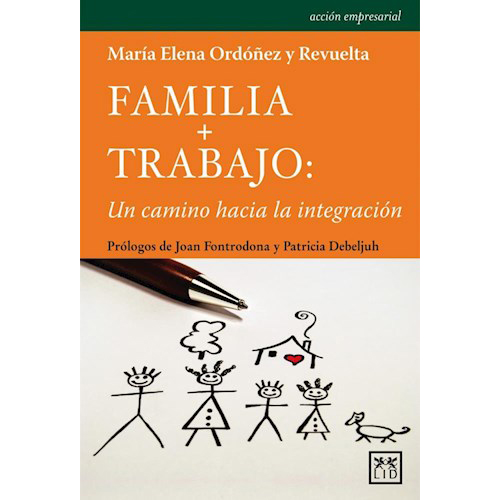 acción empresarial
María Elena Ordóñez y Revuelta
FAMILIA
+
TRABAJO:
Un camino hacia la integración
Prólogos de Joan Fontrodona y Patricia Debeljuh
LID